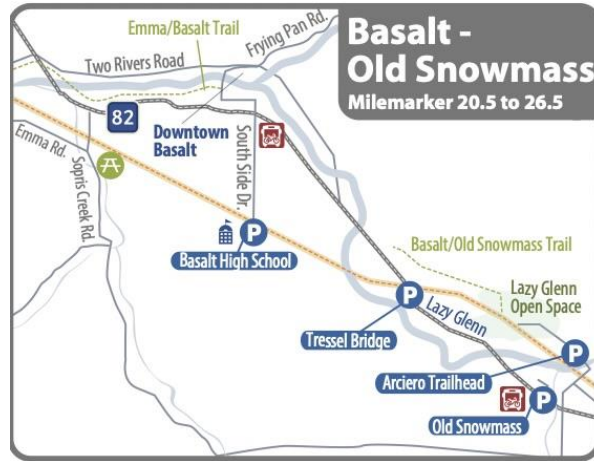 Basalt -
Old Snowmass
Milemarker 20.5 to 26.5
Emma/Basalt Trail
Frying Pan Rd.
Two Rivers Road
82
Downtown
Basalt
South Side Dr.
Emma Rd.
Sopris Creek Rd.
P
Basalt High School
Basalt/Old Snowmass Trail
Lazy Glenn
Open Space
P
Lazy Glenn
Tressel Bridge
P
Arciero Trailhead
P
Old Snowmass